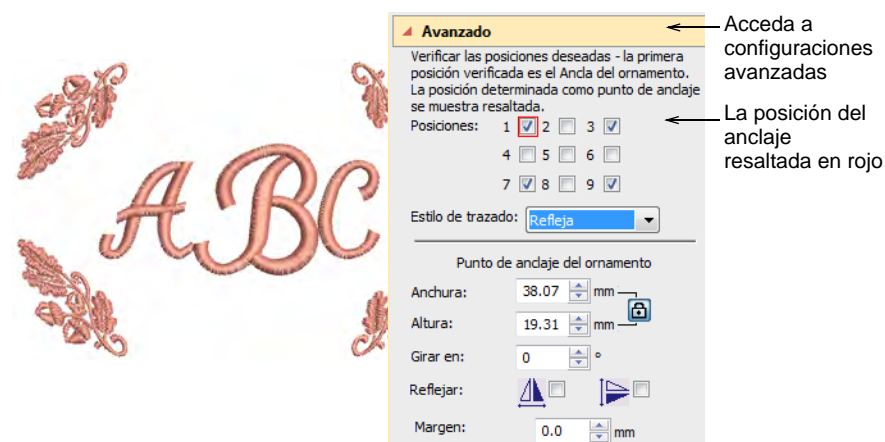 ABC
Avanzado
Verificar las posiciones deseadas - la primera
posición verificada es el Ancla del ornamento.
La posición determinada como punto de anclaje
se muestra resaltada.
Posiciones: 1 2 3
4 5 6
7 8 9
Estilo de trazado: Refleja
Punto de anclaje del ornamento
Anchura: 38.07 mm
Altura: 19.31 mm
Girar en: 0 °
Reflejar:
Margen: 0.0 mm
Acceda a
configuraciones
avanzadas
La posición del
anclaje
resaltada en rojo